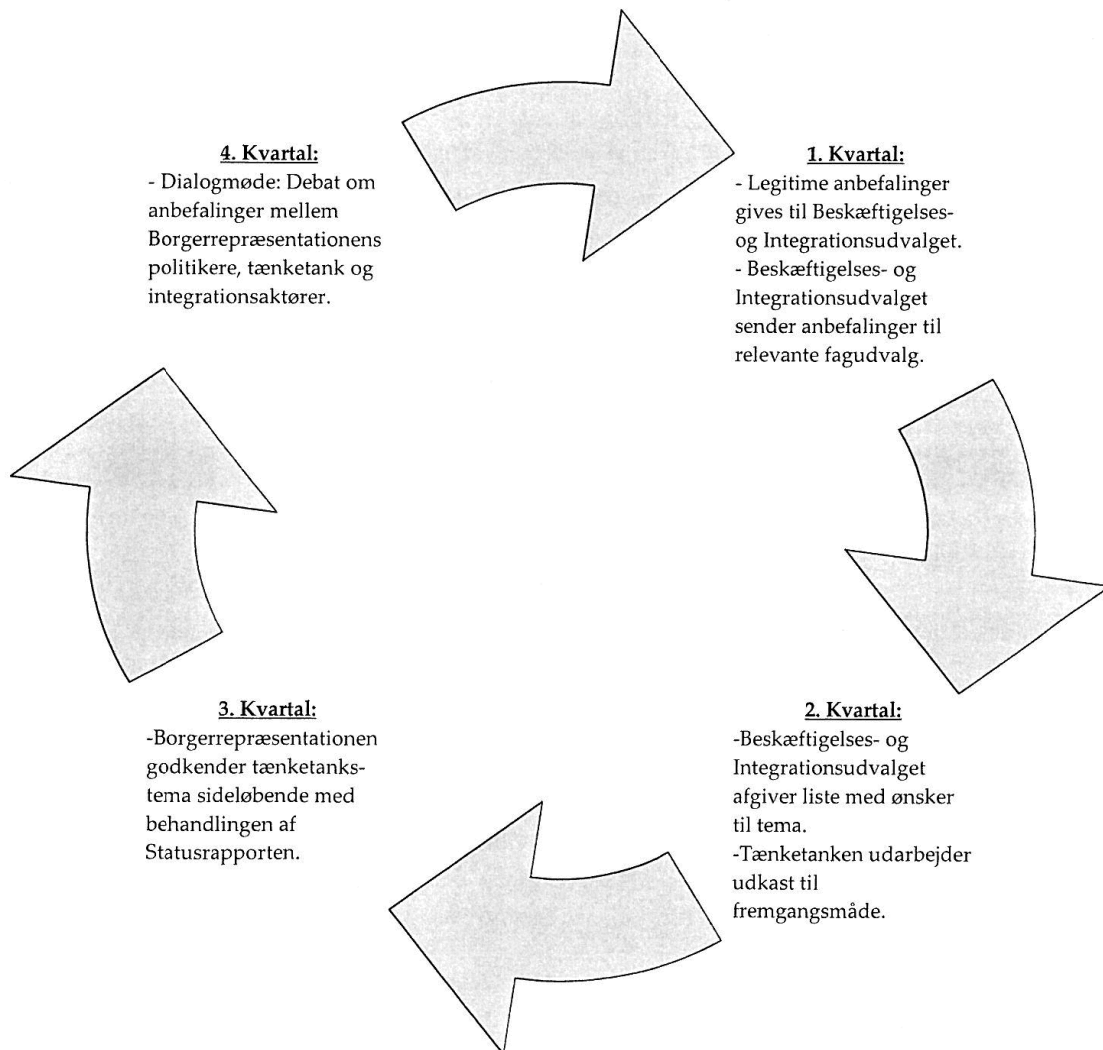 4. Kvartal:
- Dialogmøde: Debat om
anbefalinger mellem
Borgerrepræsentationens
politikere, tænketank og
integrationsaktører.
1. Kvartal:
- Legitime anbefalinger
gives til Beskæftigelses-
og Integrationsudvalget.
- Beskæftigelses- og
Integrationsudvalget
sender anbefalinger til
relevante fagudvalg.
3. Kvartal:
-Borgerrepræsentationen
godkender tænketanks-
tema sideløbende med
behandlingen af
Statusrapporten.
2. Kvartal:
-Beskæftigelses- og
Integrationsudvalget
afgiver liste med ønsker
til tema.
-Tænketanken udarbejder
udkast til
fremgangsmåde.